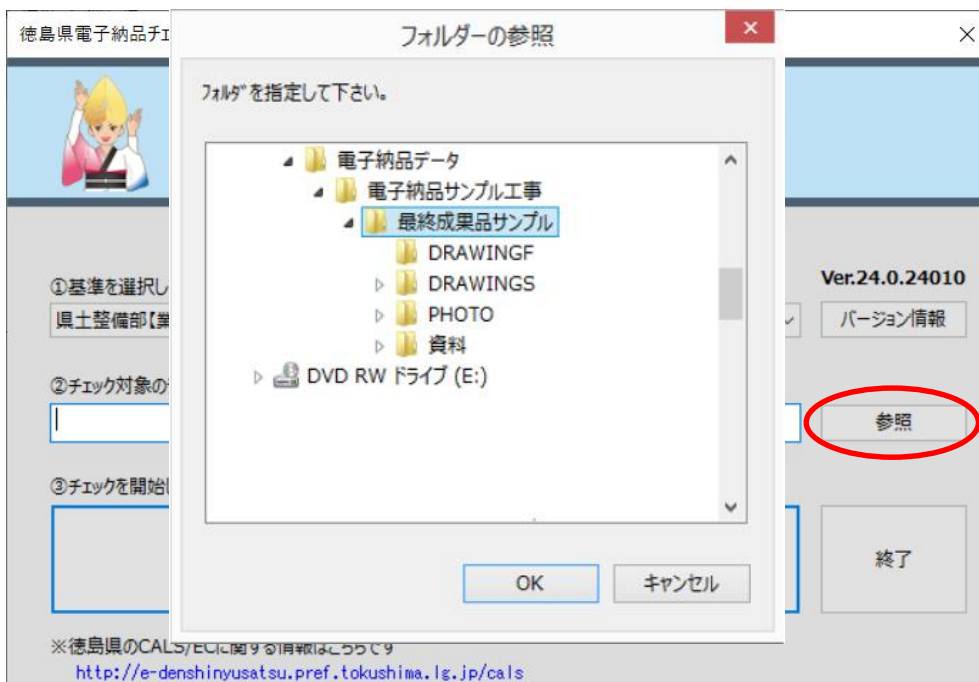 徳島県電子納品チェ
フォルダーの参照
フォルダを指定して下さい。
電子納品データ
電子納品サンプル工事
最終成果品サンプル
DRAWINGF
DRAWINGS
PHOTO
資料
DVD RW ドライブ (E:)
OK
キャンセル
①基準を選択し
Ver.24.0.24010
県土整備部【業
バージョン情報
②チェック対象の
参照
③チェックを開始
終了
※徳島県のCALS/ECに関する情報はこちらです
http://e-denshinyusatsu.pref.tokushima.lg.jp/cals